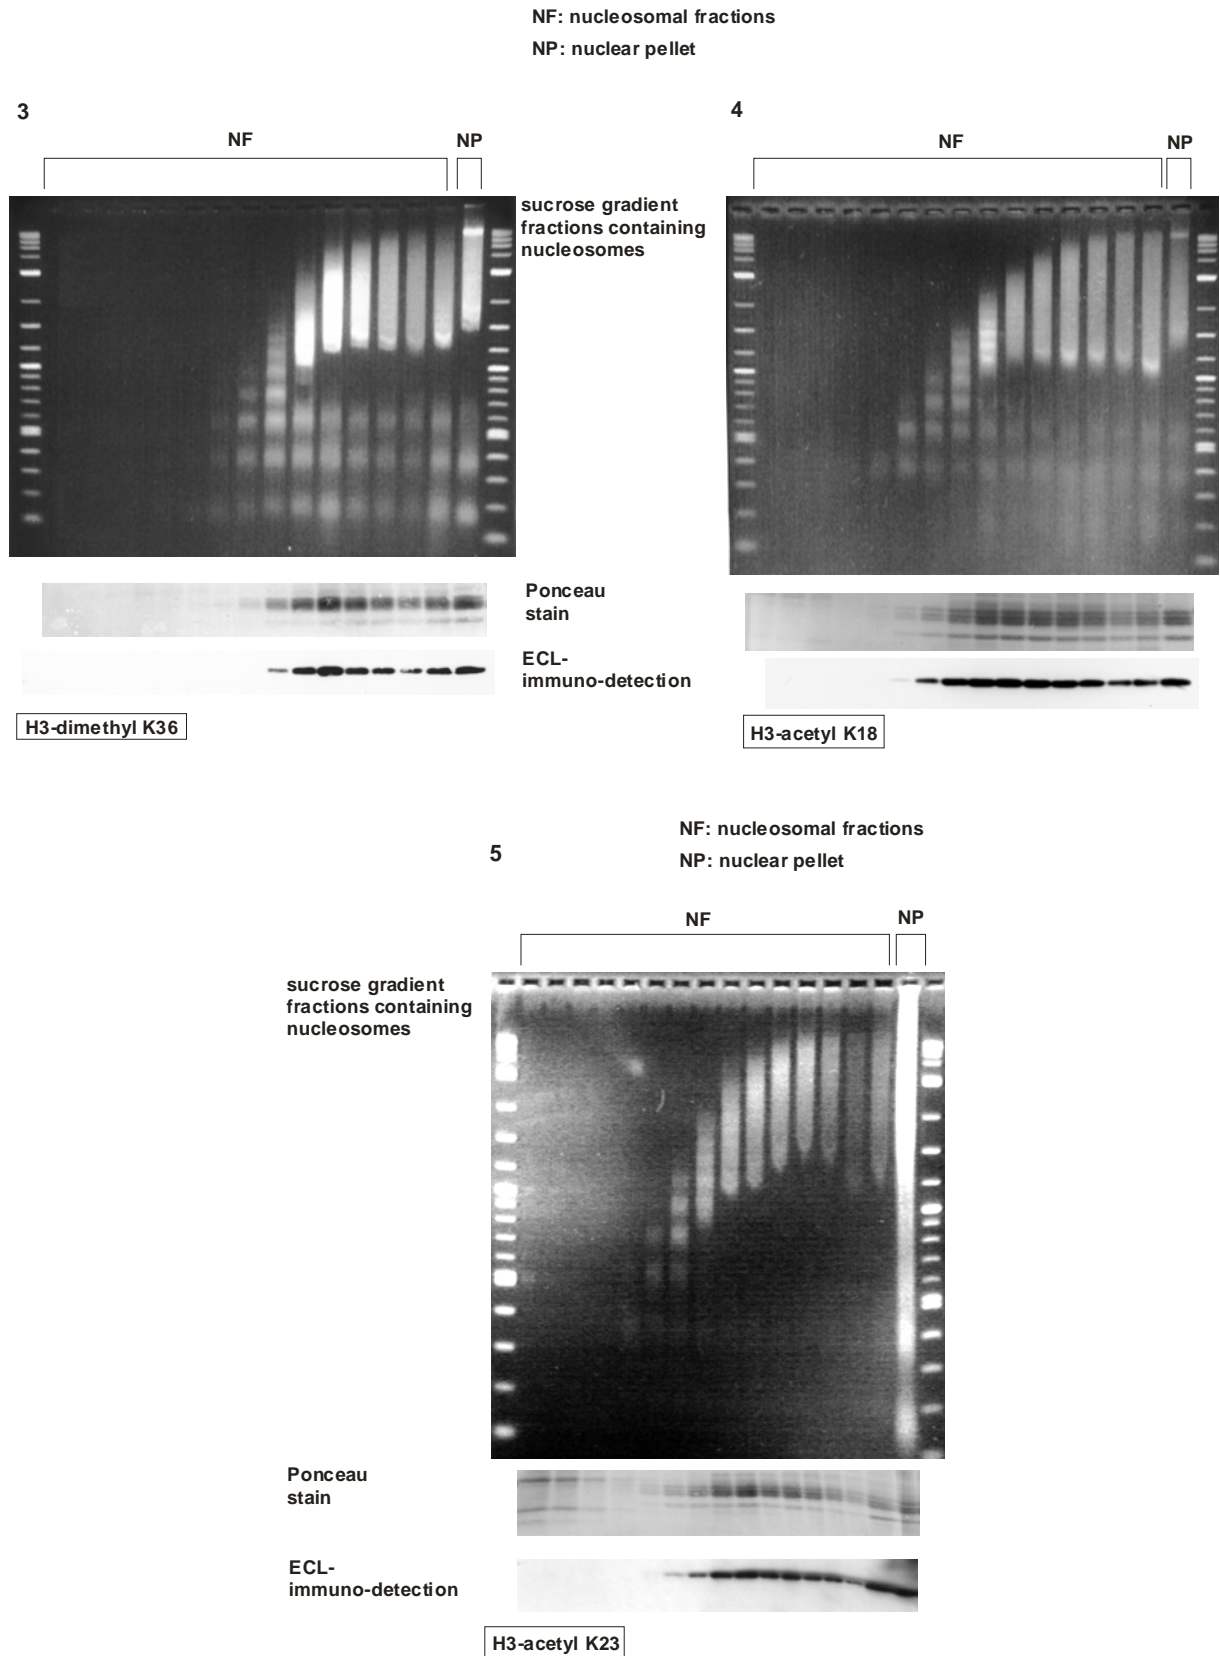 NF: nucleosomal fractions
NP: nuclear pellet
3
4
NF
NP
NF
NP
sucrose gradient
fractions containing
nucleosomes
Ponceau
stain
ECL-
immuno-detection
H3-dimethyl K36
H3-acetyl K18
NF: nucleosomal fractions
NP: nuclear pellet
5
NF
NP
sucrose gradient
fractions containing
nucleosomes
Ponceau
stain
ECL-
immuno-detection
H3-acetyl K23